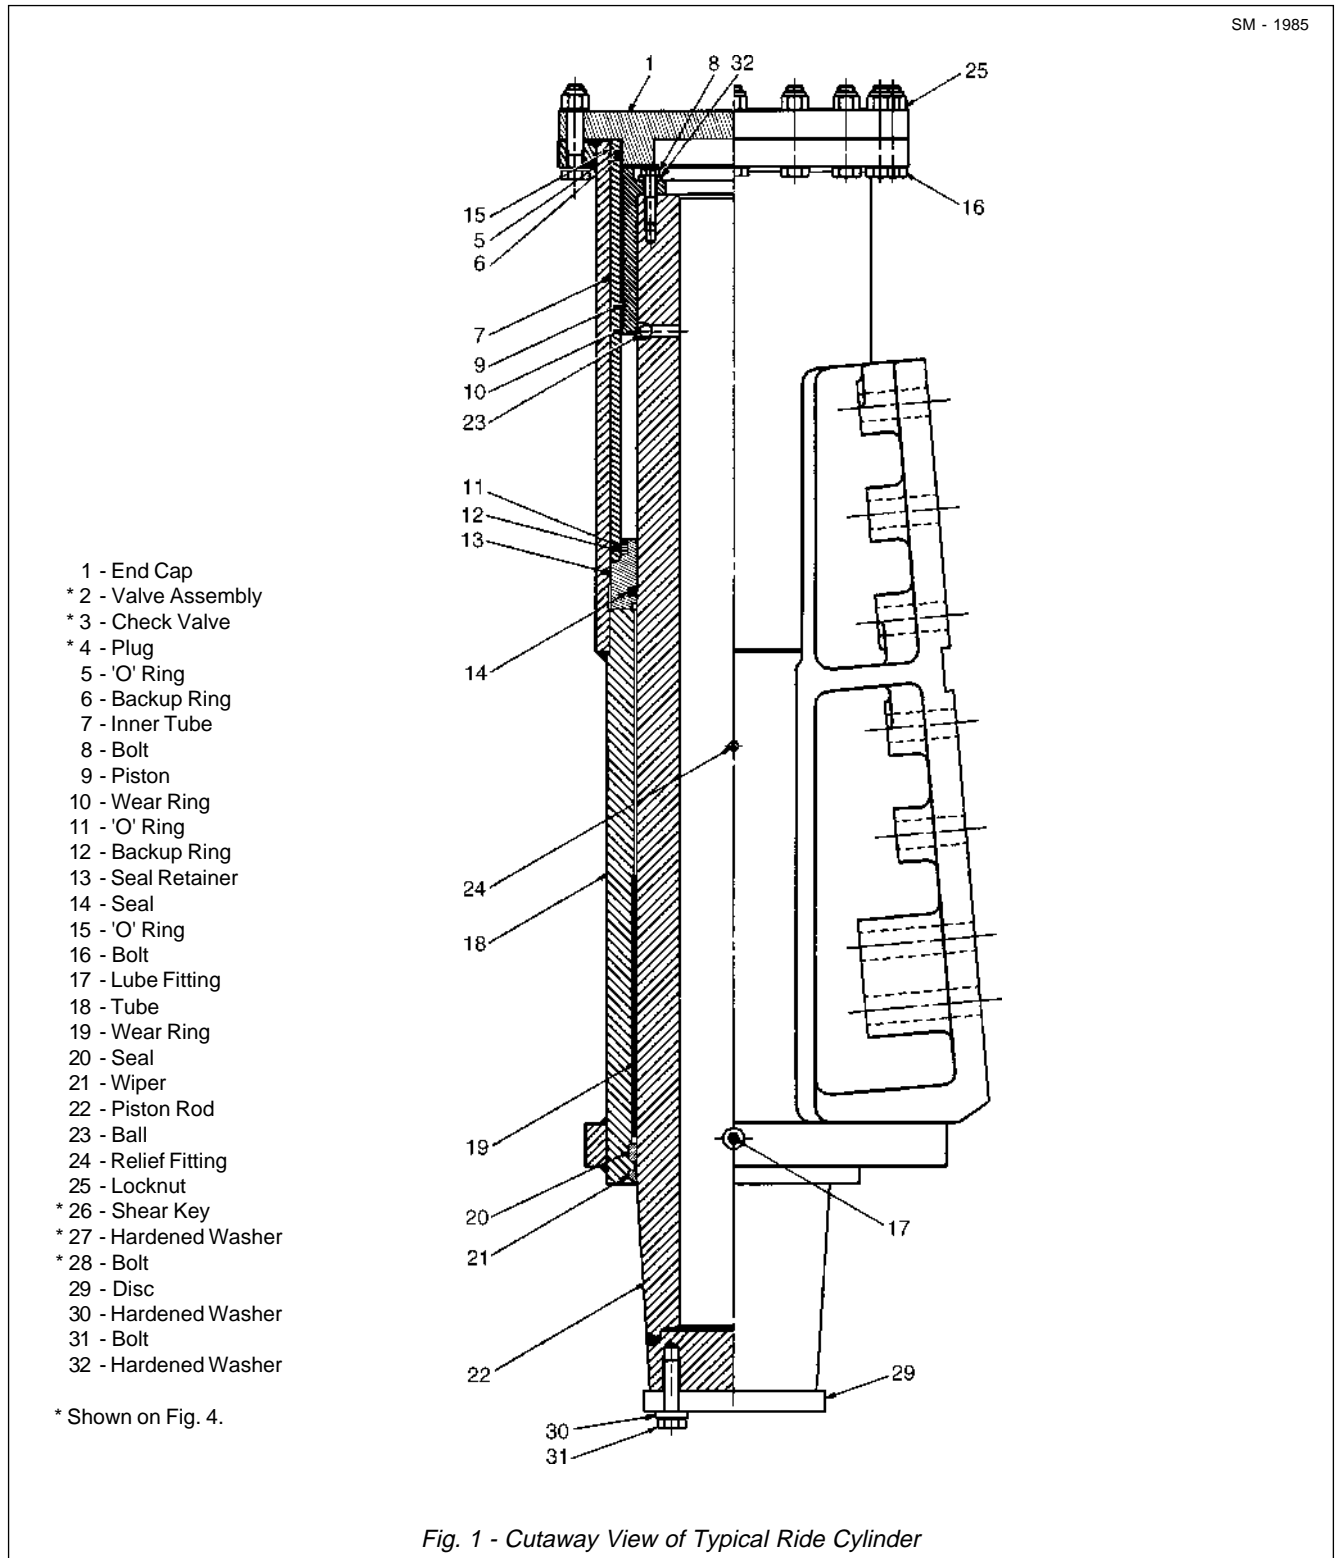 SM - 1985
1
8
32
25
15
5
6
16
7
9
10
23
11
12
13
14
24
18
19
20
21
17
22
29
30
31
1 - End Cap
* 2 - Valve Assembly
* 3 - Check Valve
* 4 - Plug
5 - 'O' Ring
6 - Backup Ring
7 - Inner Tube
8 - Bolt
9 - Piston
10 - Wear Ring
11 - 'O' Ring
12 - Backup Ring
13 - Seal Retainer
14 - Seal
15 - 'O' Ring
16 - Bolt
17 - Lube Fitting
18 - Tube
19 - Wear Ring
20 - Seal
21 - Wiper
22 - Piston Rod
23 - Ball
24 - Relief Fitting
25 - Locknut
* 26 - Shear Key
* 27 - Hardened Washer
* 28 - Bolt
29 - Disc
30 - Hardened Washer
31 - Bolt
32 - Hardened Washer
* Shown on Fig. 4.
Fig. 1 - Cutaway View of Typical Ride Cylinder